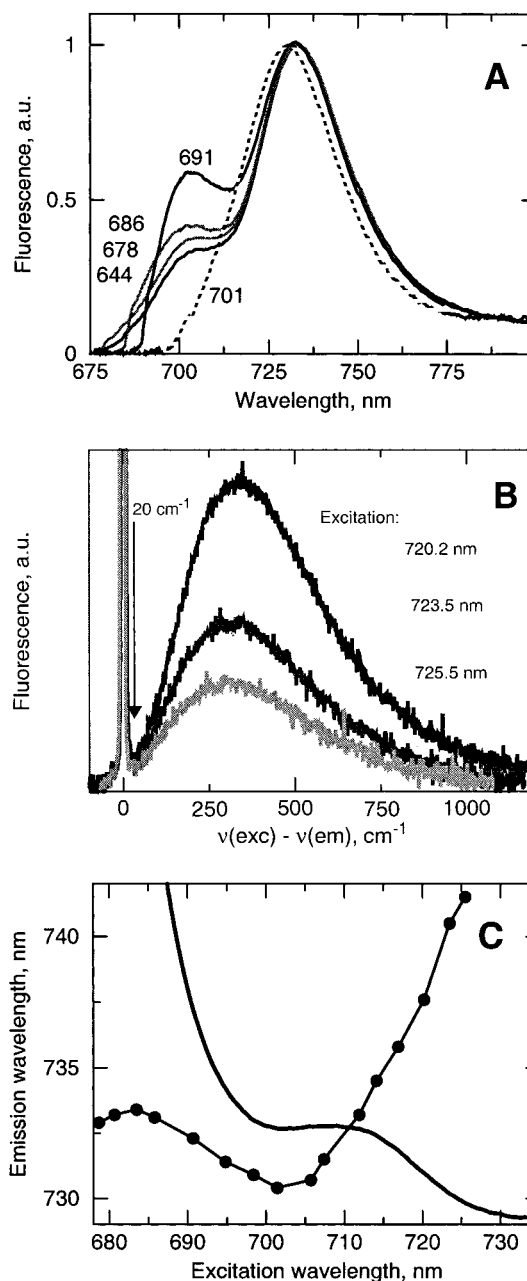 A
1
0.5
0
Fluorescence, a.u.
691
686
678
644
701
675 700 725 750 775
Wavelength, nm
B
20 cm⁻¹
Excitation:
720.2 nm
723.5 nm
725.5 nm
Fluorescence, a.u.
0 250 500 750 1000
ν(exc) - ν(em), cm⁻¹
C
740
735
730
Emission wavelength, nm
680 690 700 710 720 730
Excitation wavelength, nm